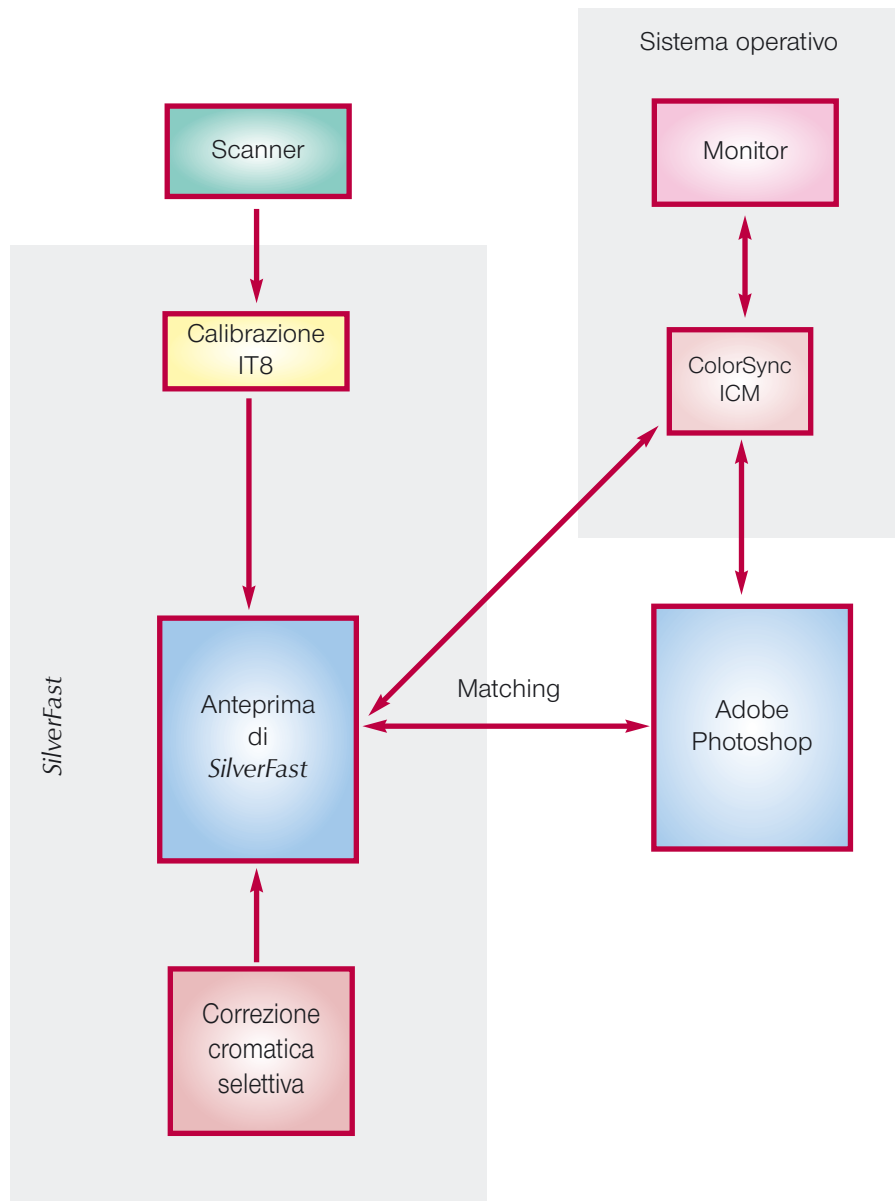 Sistema operativo
Scanner
Monitor
Calibrazione
IT8
ColorSync
ICM
SilverFast
Anteprima
di
SilverFast
Matching
Adobe
Photoshop
Correzione
cromatica
selettiva